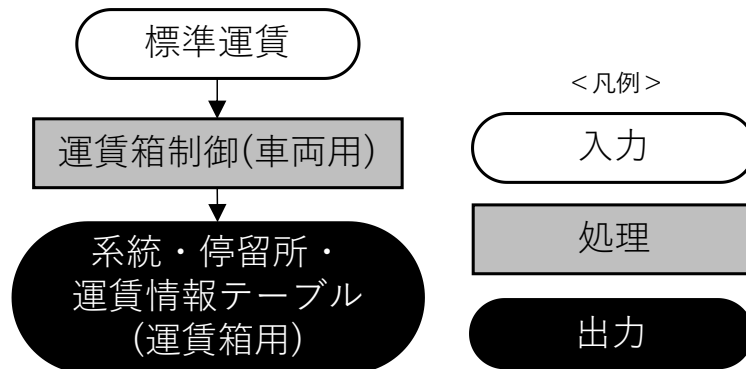 標準運賃
運賃箱制御(車両用)
系統・停留所・
運賃情報テーブル
(運賃箱用)
＜凡例＞
入力
処理
出力